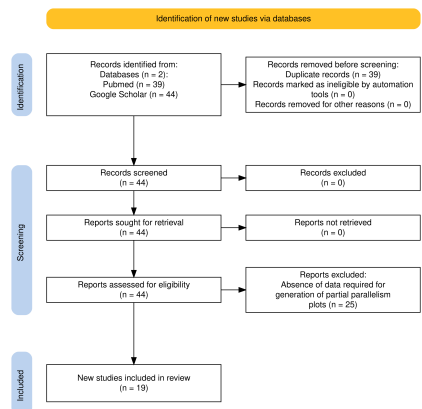 Identification of new studies via databases
Identification
Records identified from:
Databases (n = 2):
Pubmed (n = 39)
Google Scholar (n = 44)
Records removed before screening:
Duplicate records (n = 39)
Records marked as ineligible by automation
tools (n = 0)
Records removed for other reasons (n = 0)
Screening
Records screened
(n = 44)
Records excluded
(n = 0)
Reports sought for retrieval
(n = 44)
Reports not retrieved
(n = 0)
Reports assessed for eligibility
(n = 44)
Reports excluded:
Absence of data required for
generation of partial parallelism
plots (n = 25)
Included
New studies included in review
(n = 19)